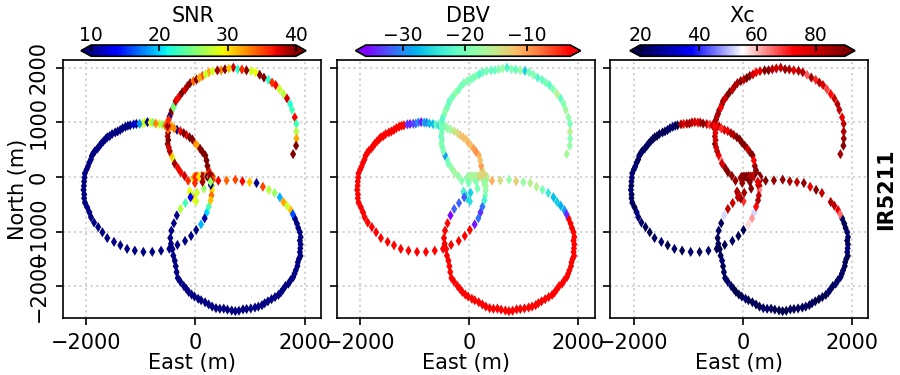 SNR DBV Xc
10 20 30 40 −30 −20 −10 20 40 60 80
2000
1000
0
−1000
−2000
North (m)
−2000 0 2000 −2000 0 2000 −2000 0 2000
East (m) East (m) East (m)
IR5211